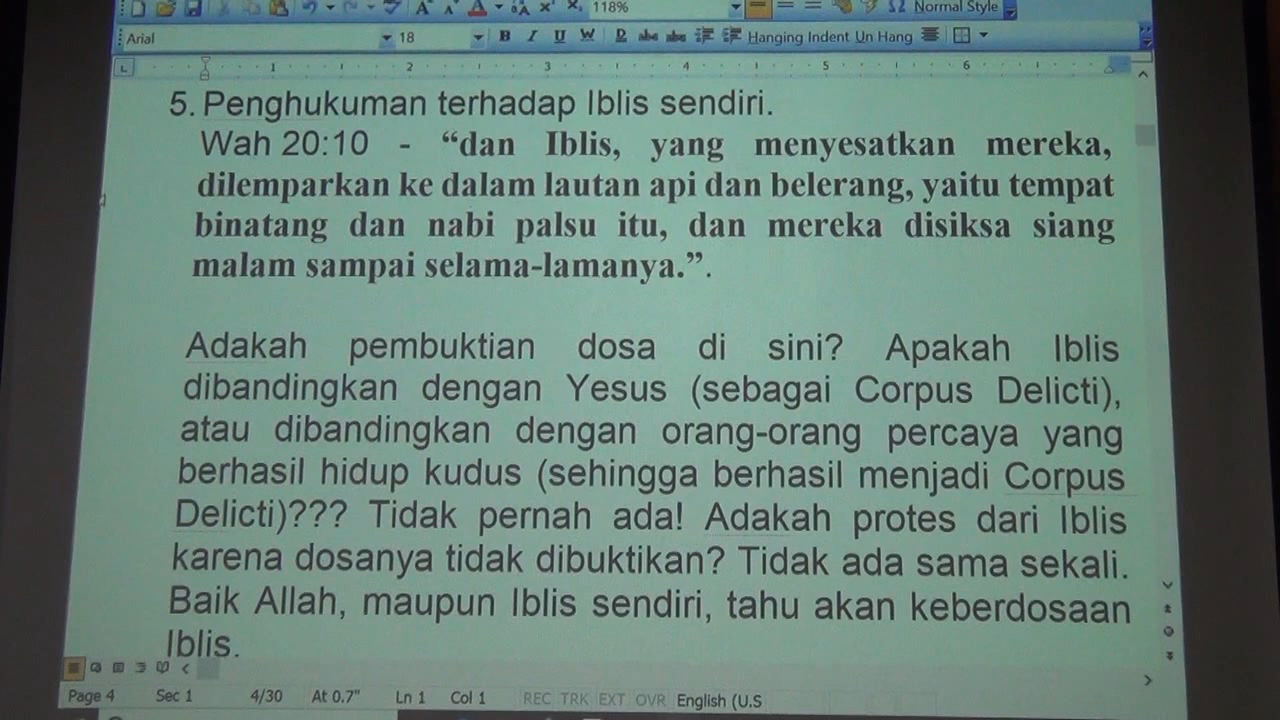 118%
Normal Style
Arial
18
B I U W
Hanging Indent Un Hang
1 2 3 4 5 6
5. Penghukuman terhadap Iblis sendiri.
Wah 20:10 - “dan Iblis, yang menyesatkan mereka,
dilemparkan ke dalam lautan api dan belerang, yaitu tempat
binatang dan nabi palsu itu, dan mereka disiksa siang
malam sampai selama-lamanya.”.
Adakah pembuktian dosa di sini? Apakah Iblis
dibandingkan dengan Yesus (sebagai Corpus Delicti),
atau dibandingkan dengan orang-orang percaya yang
berhasil hidup kudus (sehingga berhasil menjadi Corpus
Delicti)??? Tidak pernah ada! Adakah protes dari Iblis
karena dosanya tidak dibuktikan? Tidak ada sama sekali.
Baik Allah, maupun Iblis sendiri, tahu akan keberdosaan
Iblis.
Page 4 Sec 1 4/30 At 0.7" Ln 1 Col 1 REC TRK EXT OVR English (U.S